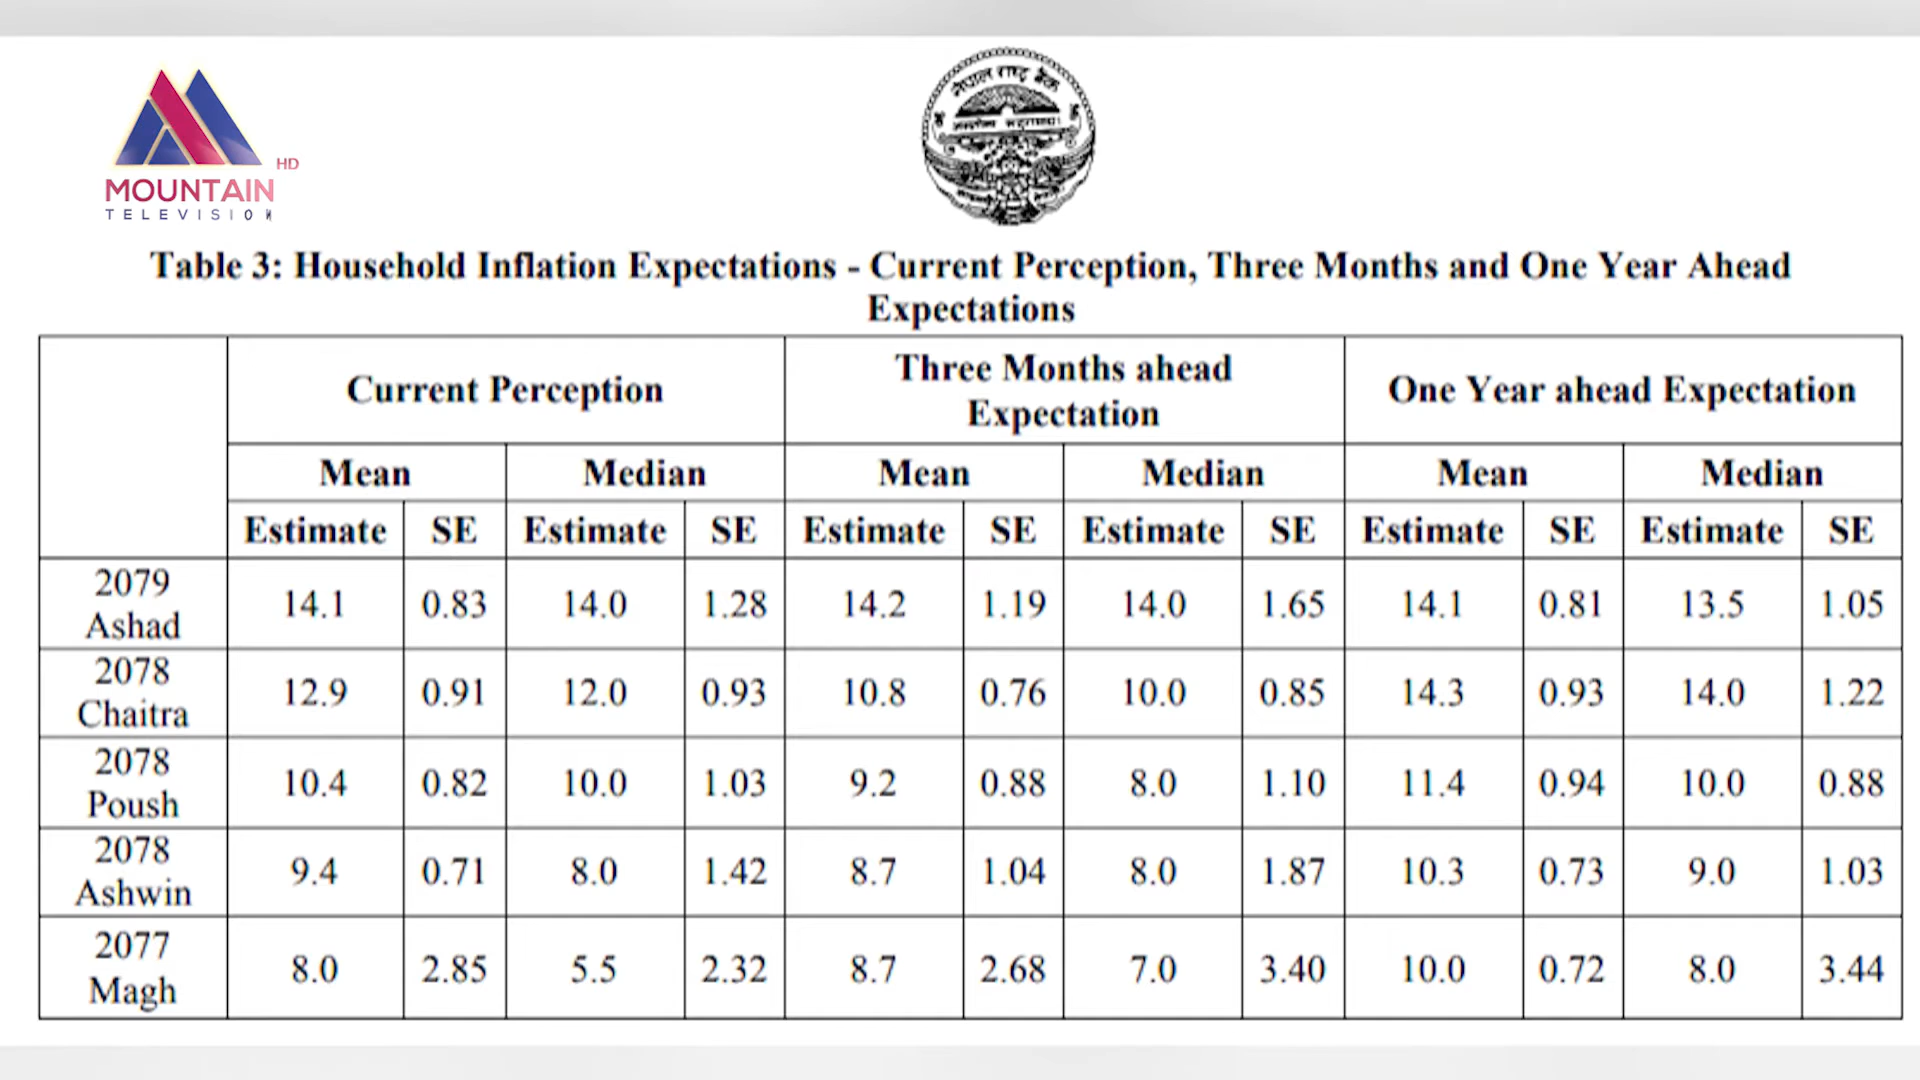 HD
MOUNTAIN
TELEVISION
नेपाल राष्ट्र बैंक
Table 3: Household Inflation Expectations - Current Perception, Three Months and One Year Ahead
Expectations
Current Perception Three Months ahead Expectation One Year ahead Expectation
Mean Median Mean Median Mean Median
Estimate SE Estimate SE Estimate SE Estimate SE Estimate SE Estimate SE
2079 Ashad 14.1 0.83 14.0 1.28 14.2 1.19 14.0 1.65 14.1 0.81 13.5 1.05
2078 Chaitra 12.9 0.91 12.0 0.93 10.8 0.76 10.0 0.85 14.3 0.93 14.0 1.22
2078 Poush 10.4 0.82 10.0 1.03 9.2 0.88 8.0 1.10 11.4 0.94 10.0 0.88
2078 Ashwin 9.4 0.71 8.0 1.42 8.7 1.04 8.0 1.87 10.3 0.73 9.0 1.03
2077 Magh 8.0 2.85 5.5 2.32 8.7 2.68 7.0 3.40 10.0 0.72 8.0 3.44